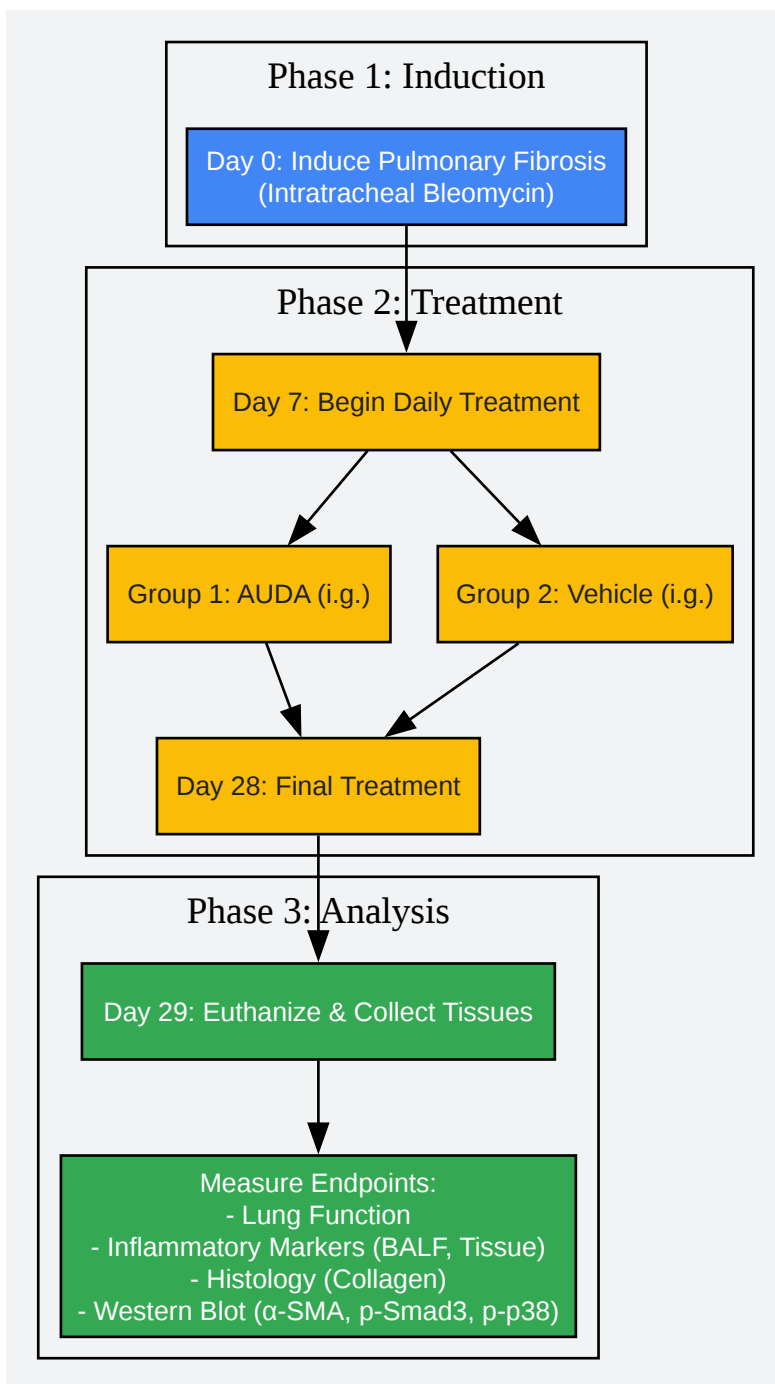 Phase 1: Induction
Day 0: Induce Pulmonary Fibrosis
(Intratracheal Bleomycin)
Phase 2: Treatment
Day 7: Begin Daily Treatment
Group 1: AUDA (i.g.)
Group 2: Vehicle (i.g.)
Day 28: Final Treatment
Phase 3: Analysis
Day 29: Euthanize & Collect Tissues
Measure Endpoints:
- Lung Function
- Inflammatory Markers (BALF, Tissue)
- Histology (Collagen)
- Western Blot (α-SMA, p-Smad3, p-p38)